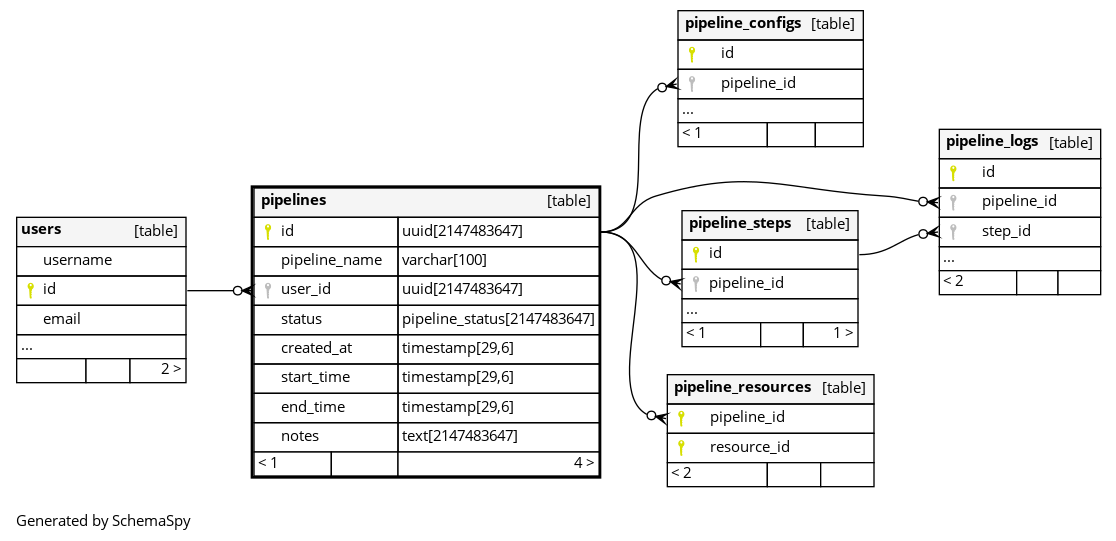 pipeline_configs [table]
id
pipeline_id
...
< 1
pipeline_logs [table]
id
pipeline_id
step_id
...
< 2
pipelines [table]
id uuid[2147483647]
pipeline_name varchar[100]
user_id uuid[2147483647]
status pipeline_status[2147483647]
created_at timestamp[29,6]
start_time timestamp[29,6]
end_time timestamp[29,6]
notes text[2147483647]
< 1 4 >
users [table]
username
id
email
...
2 >
pipeline_steps [table]
id
pipeline_id
...
< 1 1 >
pipeline_resources [table]
pipeline_id
resource_id
< 2
Generated by SchemaSpy